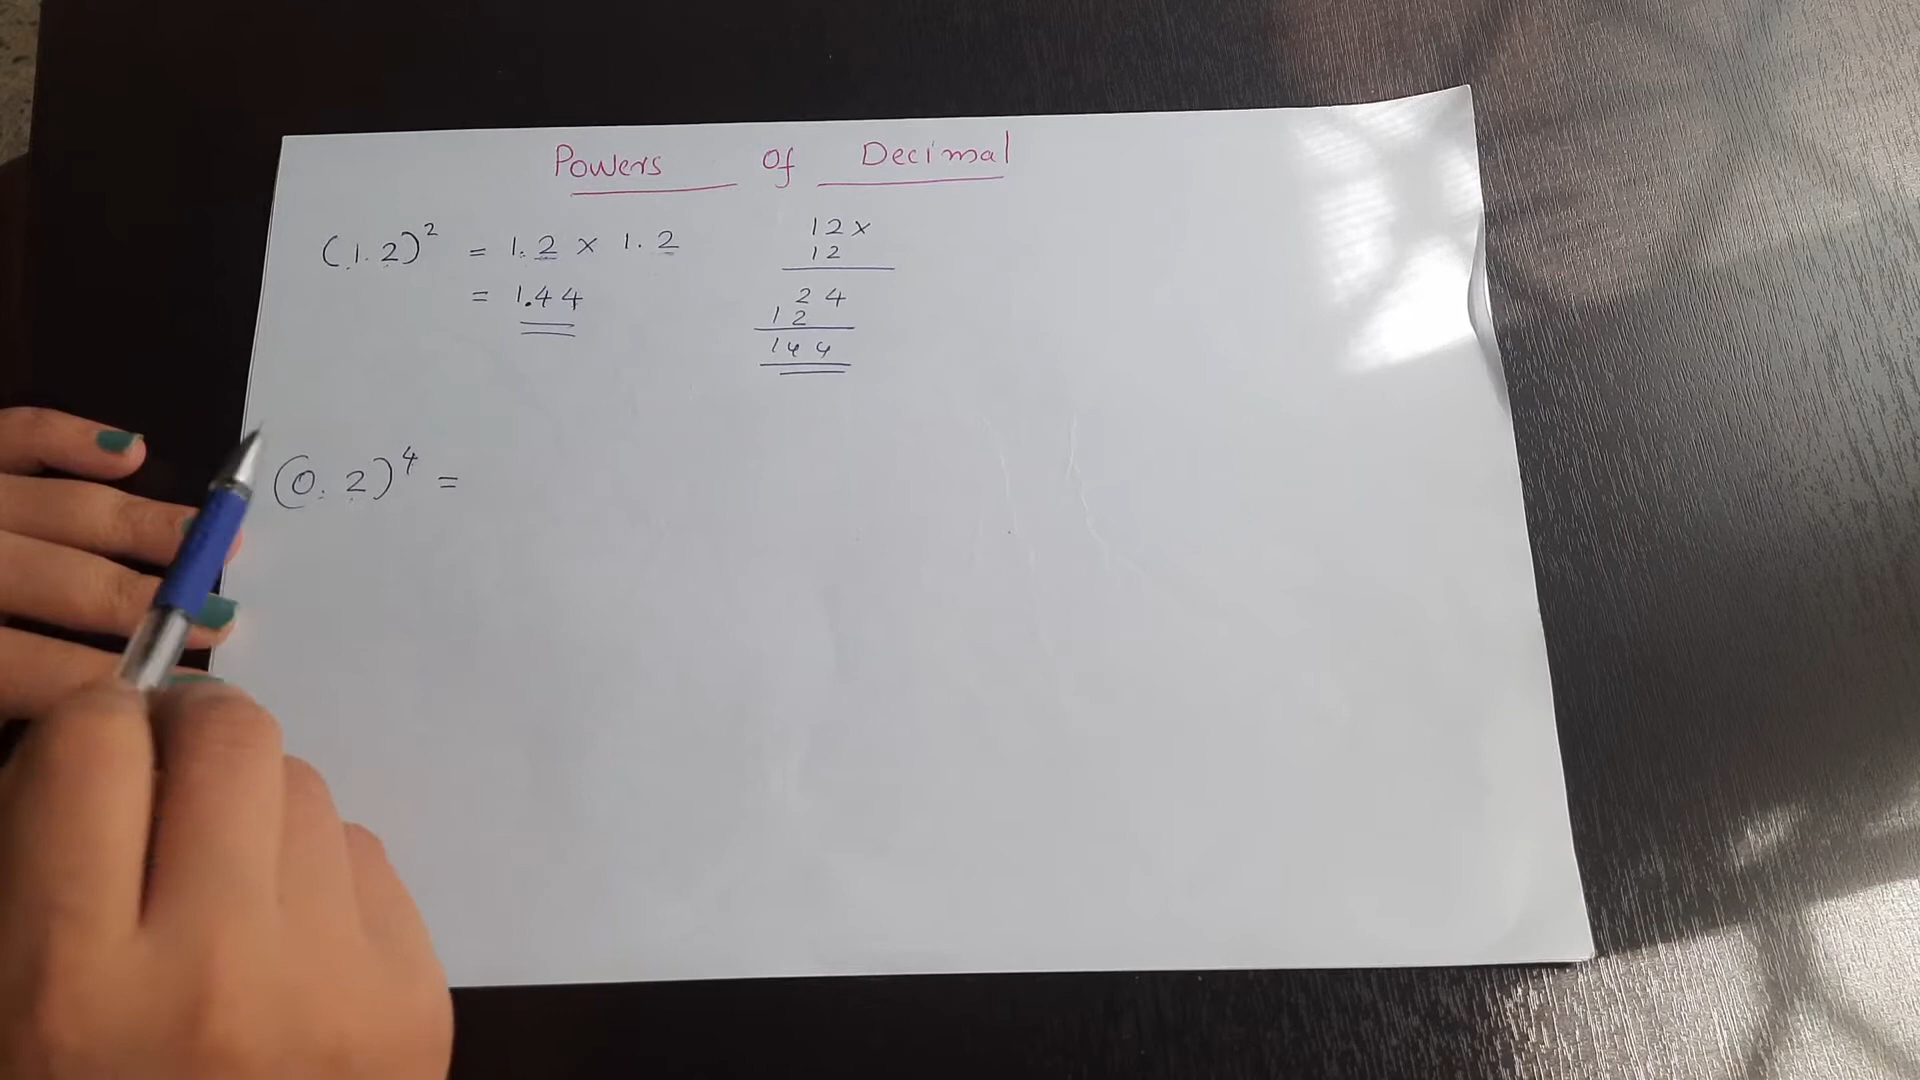 Powers Of Decimal
(1.2)² = 1.2 x 1.2
= 1.44
12x
12
24
12
144
(0.2)⁴ =